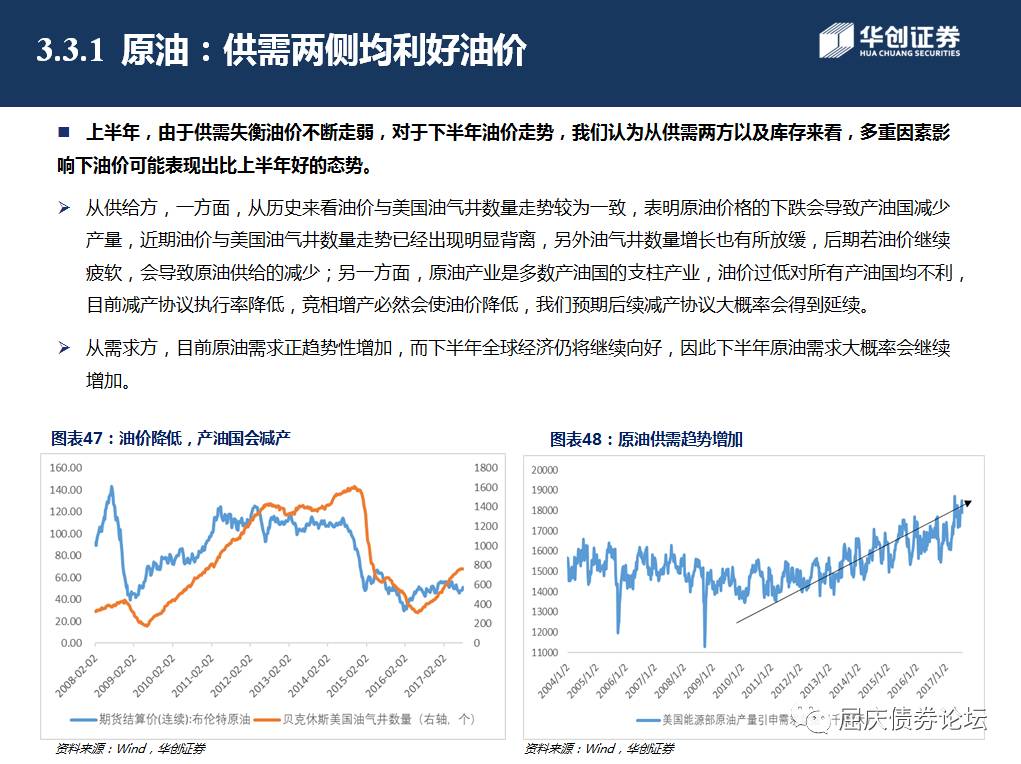 3.3.1 原油：供需两侧均利好油价
华创证券
HUA CHUANG SECURITIES
上半年，由于供需失衡油价不断走弱，对于下半年油价走势，我们认为从供需两方以及库存来看，多重因素影
响下油价可能表现出比上半年好的态势。
从供给方，一方面，从历史来看油价与美国油气井数量走势较为一致，表明原油价格的下跌会导致产油国减少
产量，近期油价与美国油气井数量走势已经出现明显背离，另外油气井数量增长也有所放缓，后期若油价继续
疲软，会导致原油供给的减少；另一方面，原油产业是多数产油国的支柱产业，油价过低对所有产油国均不利，
目前减产协议执行率降低，竞相增产必然会使油价降低，我们预期后续减产协议大概率会得到延续。
从需求方，目前原油需求正趋势性增加，而下半年全球经济仍将继续向好，因此下半年原油需求大概率会继续
增加。
图表47：油价降低，产油国会减产
160.00
140.00
120.00
100.00
80.00
60.00
40.00
20.00
0.00
1800
1600
1400
1200
1000
800
600
400
200
0
2008-02-02
2009-02-02
2010-02-02
2011-02-02
2012-02-02
2013-02-02
2014-02-02
2015-02-02
2016-02-02
2017-02-02
期货结算价(连续):布伦特原油
贝克休斯美国油气井数量（右轴，个）
资料来源：Wind，华创证券
图表48：原油供需趋势增加
20000
19000
18000
17000
16000
15000
14000
13000
12000
11000
2004/1/2
2005/1/2
2006/1/2
2007/1/2
2008/1/2
2009/1/2
2010/1/2
2011/1/2
2012/1/2
2013/1/2
2014/1/2
2015/1/2
2016/1/2
2017/1/2
美国能源部原油产量引申需
屈庆债券论坛
资料来源：Wind，华创证券